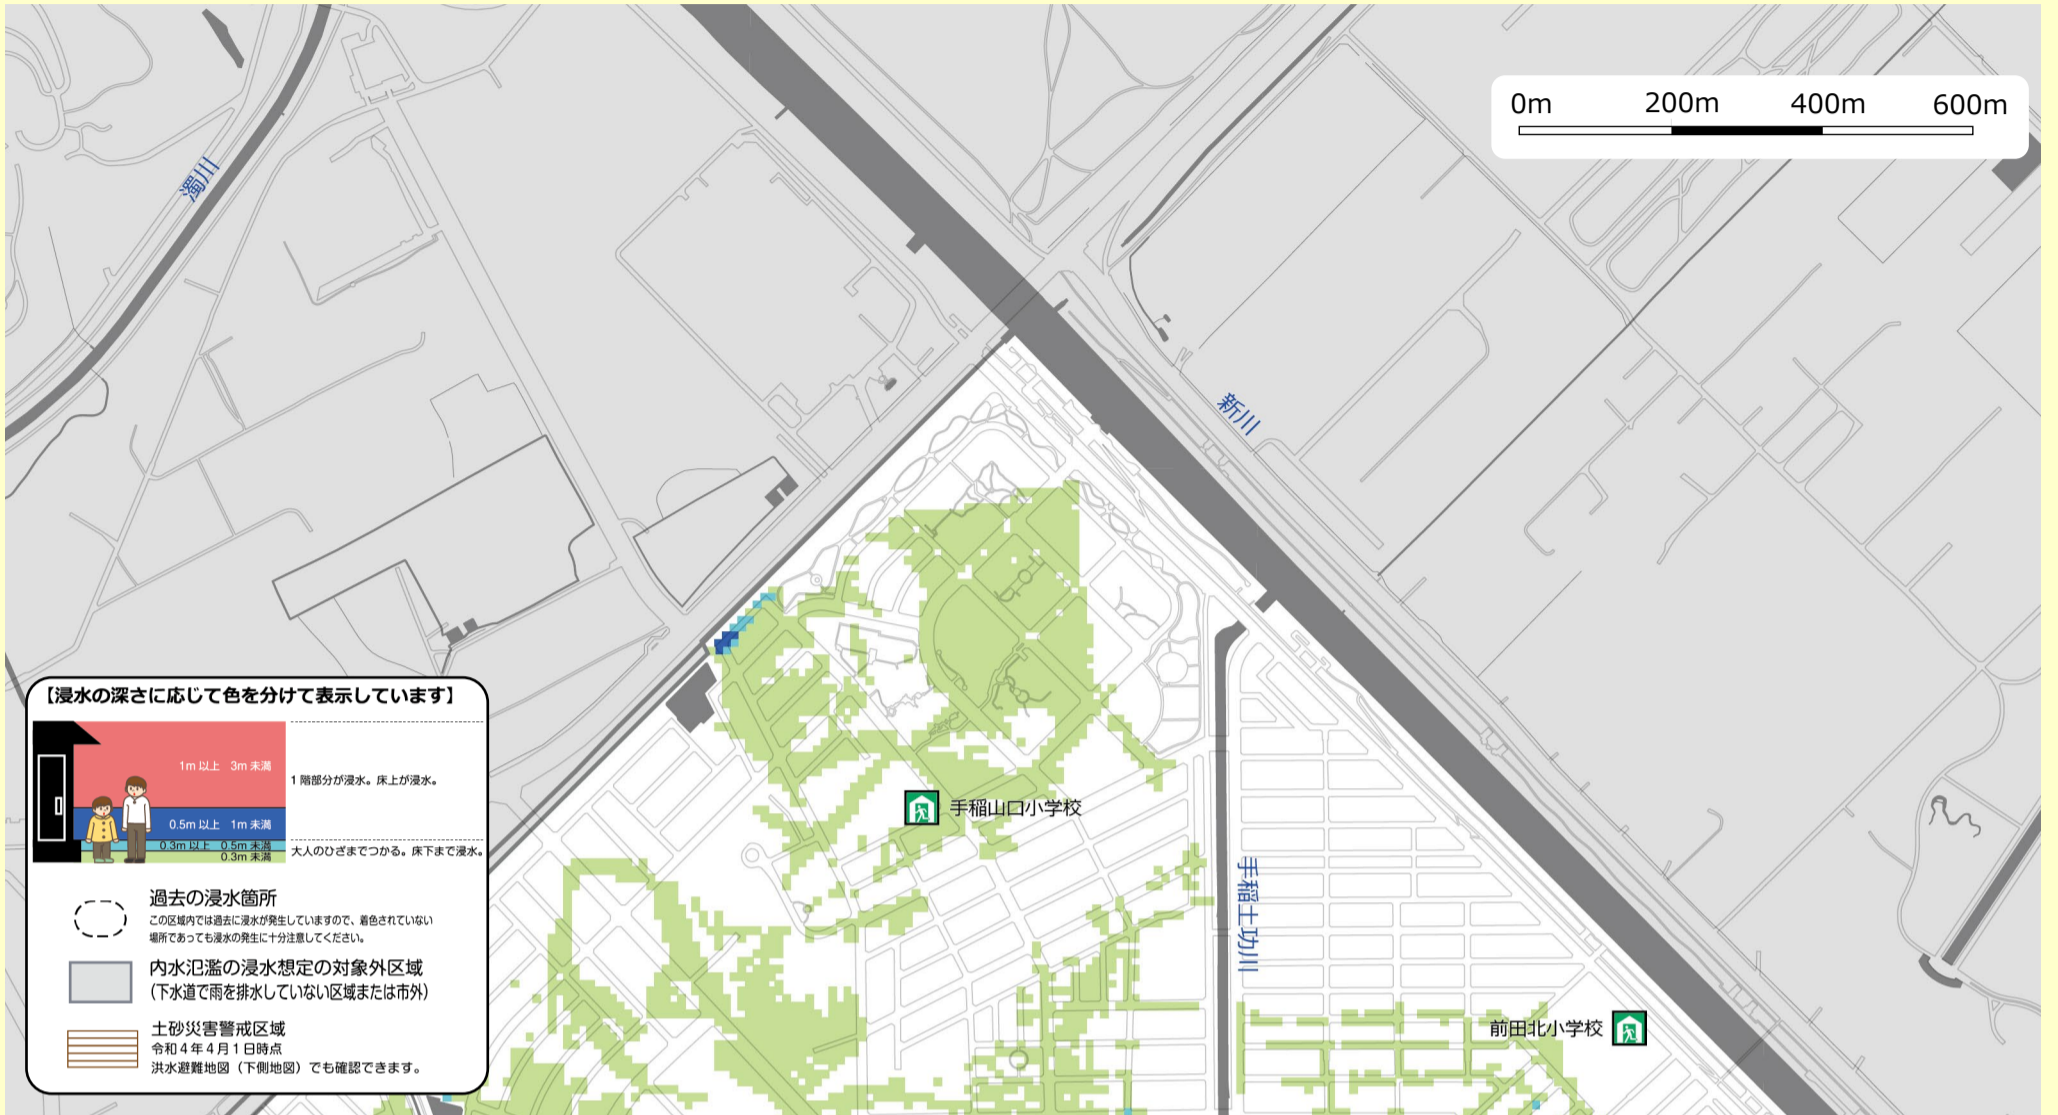 0m 200m 400m 600m
濁川
新川
【浸水の深さに応じて色を分けて表示しています】
1m 以上 3m 未満
1 階部分が浸水。床上が浸水。
0.5m 以上 1m 未満
0.3m 以上 0.5m 未満
大人のひざまでつかる。床下まで浸水。
0.3m 未満
過去の浸水箇所
この区域内では過去に浸水が発生していますので、着色されていない
場所であっても浸水の発生に十分注意してください。
内水氾濫の浸水想定の対象外区域
(下水道で雨を排水していない区域または市外)
土砂災害警戒区域
令和４年４月１日時点
洪水避難地図（下側地図）でも確認できます。
手稲山口小学校
手稲土功川
前田北小学校